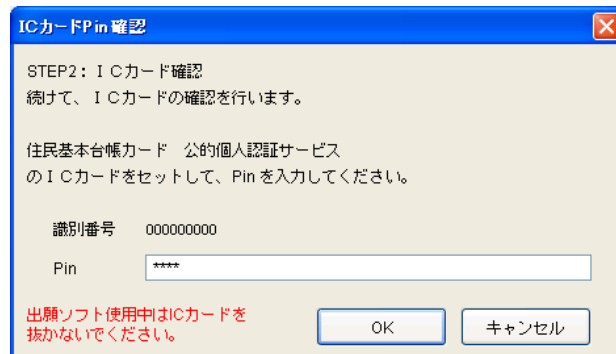 ICカードPin確認
STEP2：ＩＣカード確認
続けて、ＩＣカードの確認を行います。
住民基本台帳カード　公的個人認証サービス
のＩＣカードをセットして、Pinを入力してください。
識別番号 000000000
Pin ****
出願ソフト使用中はICカードを
抜かないでください。
OK キャンセル